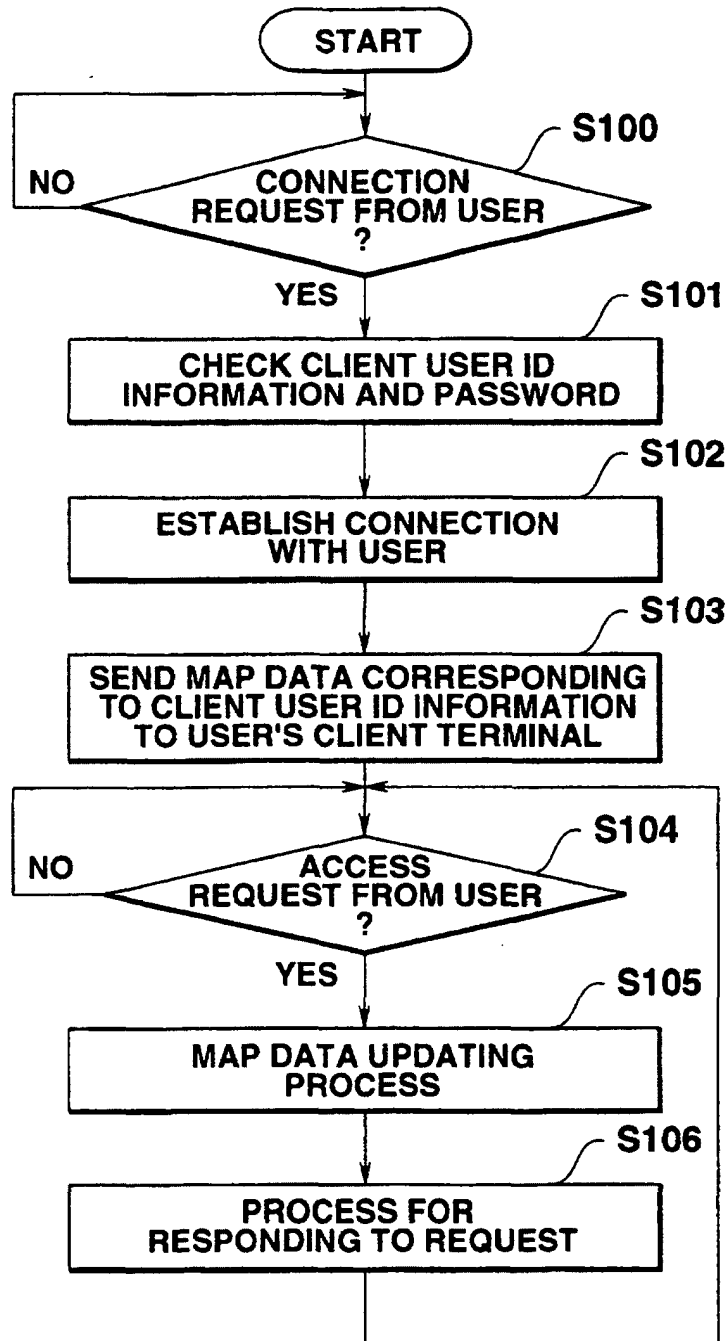 START
S100
NO
CONNECTION
REQUEST FROM USER
?
YES
S101
CHECK CLIENT USER ID
INFORMATION AND PASSWORD
S102
ESTABLISH CONNECTION
WITH USER
S103
SEND MAP DATA CORRESPONDING
TO CLIENT USER ID INFORMATION
TO USER'S CLIENT TERMINAL
S104
NO
ACCESS
REQUEST FROM USER
?
YES
S105
MAP DATA UPDATING
PROCESS
S106
PROCESS FOR
RESPONDING TO REQUEST